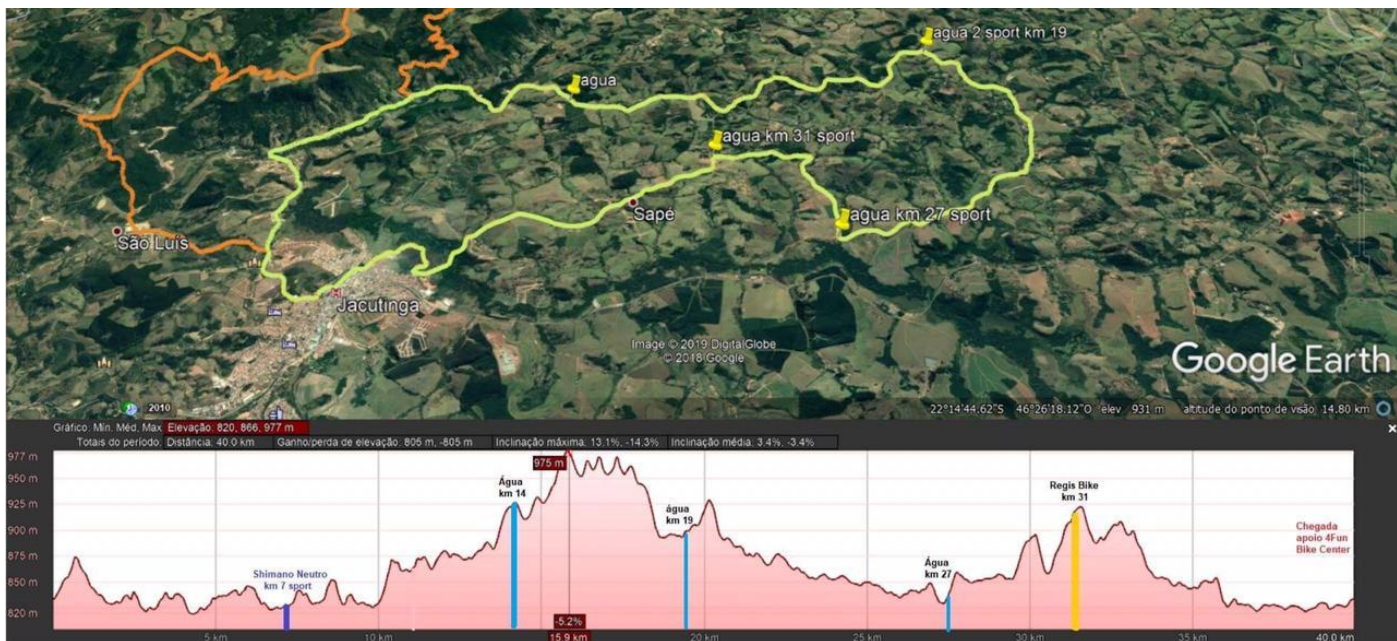 agua 2 sport km 19
agua
agua km 31 sport
Sapé
agua km 27 sport
São Luís
Jacutinga
Image © 2019 DigitalGlobe
© 2018 Google
Google Earth
2010
22°14'44.62"S 46°26'18.12"O elev 931 m altitude do ponto de visão 14.80 km
Gráfico: Mín. Méd, Max Elevação: 820, 866, 977 m
Totais do período: Distância: 40.0 km Ganho/perda de elevação: 805 m, -805 m Inclinação máxima: 13.1%, -14.3% Inclinação média: 3.4%, -3.4%
977 m
950 m
925 m
900 m
875 m
850 m
820 m
975 m
Água
km 14
água
km 19
Regis Bike
km 31
Chegada
apoio 4Fun
Bike Center
Shimano Neutro
km 7 sport
Água
km 27
-5.2%
5 km
10 km
15.9 km
20 km
25 km
30 km
35 km
40.0 km